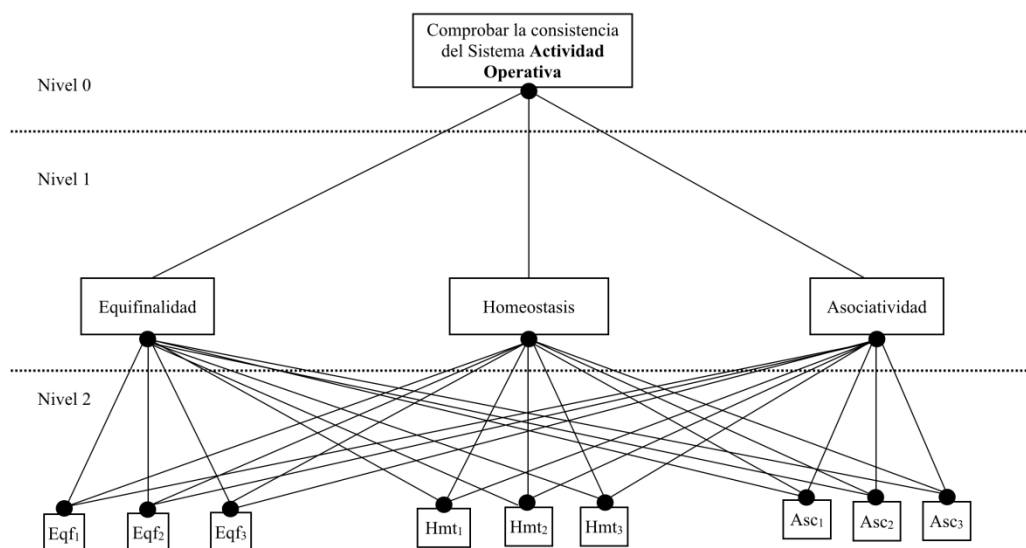 Comprobar la consistencia
del Sistema Actividad
Operativa
Nivel 0
Nivel 1
Equifinalidad
Homeostasis
Asociatividad
Nivel 2
Eqf₁
Eqf₂
Eqf₃
Hmt₁
Hmt₂
Hmt₃
Asc₁
Asc₂
Asc₃